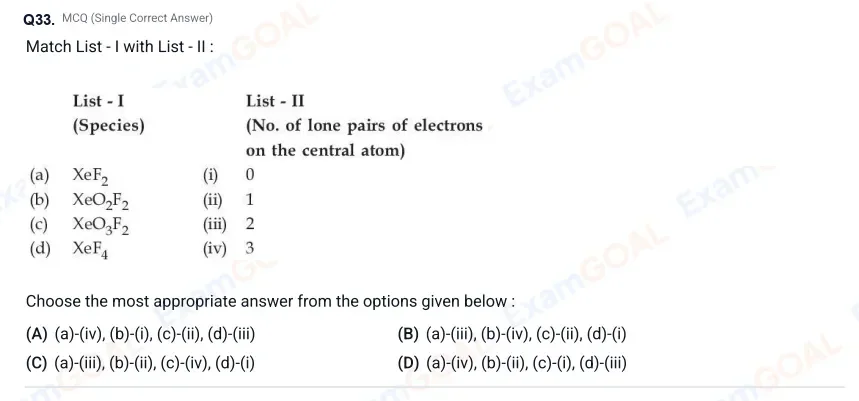 Q33. MCQ (Single Correct Answer)
Match List - I with List - II :
List - I List - II
(Species) (No. of lone pairs of electrons
on the central atom)
(a) XeF₂ (i) 0
(b) XeO₂F₂ (ii) 1
(c) XeO₃F₂ (iii) 2
(d) XeF₄ (iv) 3
Choose the most appropriate answer from the options given below :
(A) (a)-(iv), (b)-(i), (c)-(ii), (d)-(iii) (B) (a)-(iii), (b)-(iv), (c)-(ii), (d)-(i)
(C) (a)-(iii), (b)-(ii), (c)-(iv), (d)-(i) (D) (a)-(iv), (b)-(ii), (c)-(i), (d)-(iii)
ExamGOAL